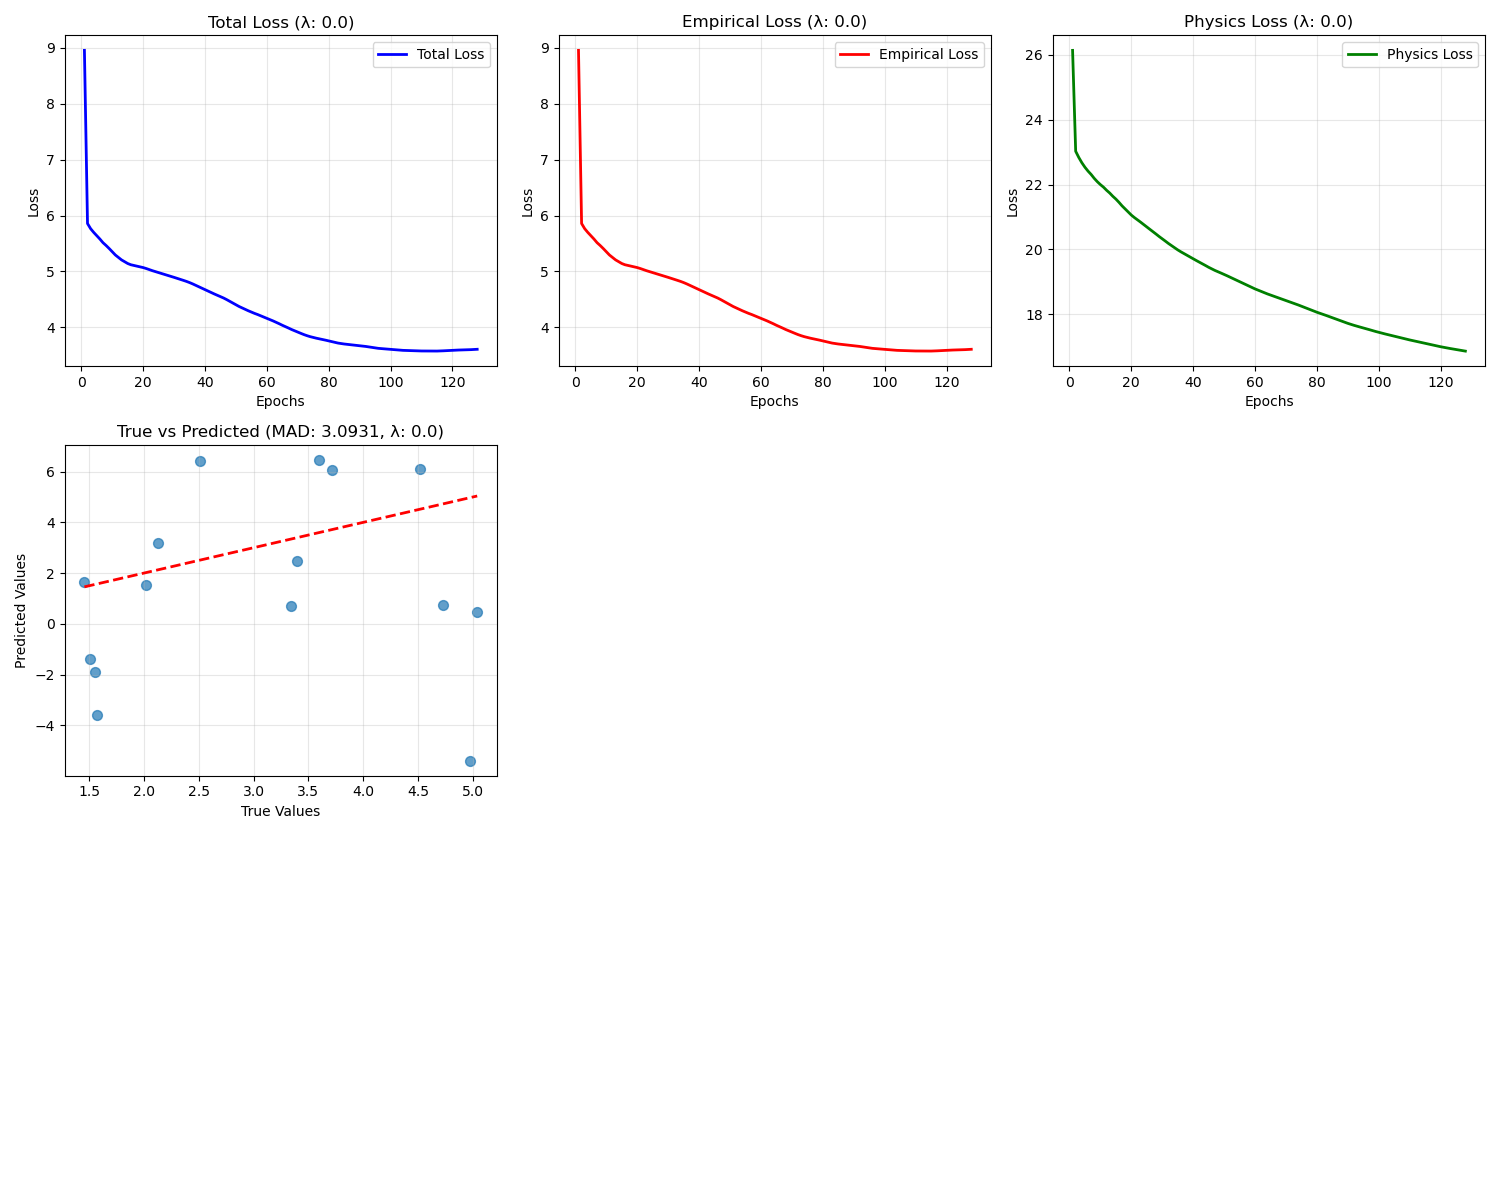 Total Loss (λ: 0.0)
Loss
9
8
7
6
5
4
Total Loss
0 20 40 60 80 100 120
Epochs
Empirical Loss (λ: 0.0)
Loss
9
8
7
6
5
4
Empirical Loss
0 20 40 60 80 100 120
Epochs
Physics Loss (λ: 0.0)
Loss
26
24
22
20
18
Physics Loss
0 20 40 60 80 100 120
Epochs
True vs Predicted (MAD: 3.0931, λ: 0.0)
Predicted Values
6
4
2
0
−2
−4
1.5 2.0 2.5 3.0 3.5 4.0 4.5 5.0
True Values